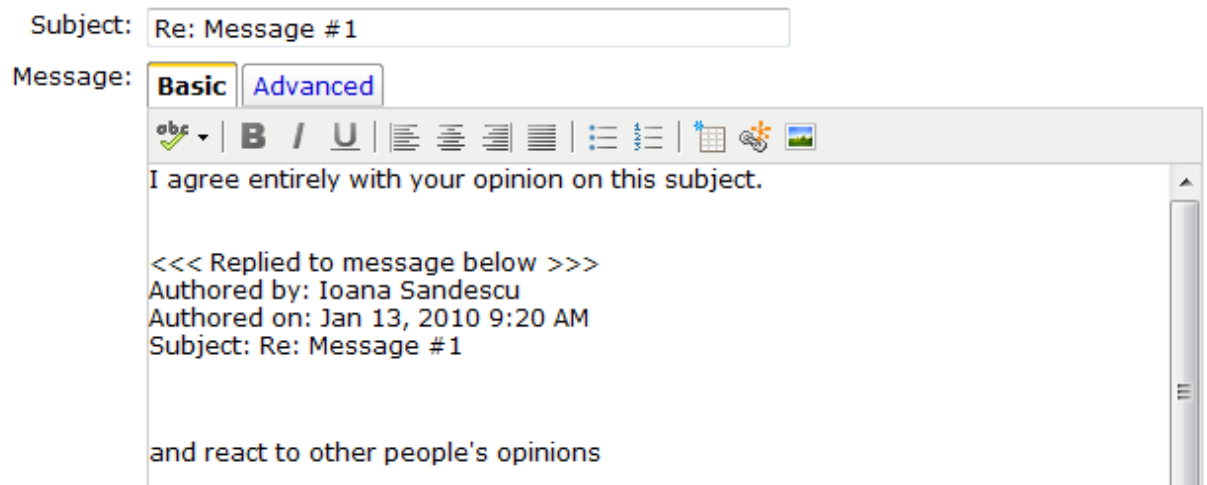 Subject: Re: Message #1
Message: Basic Advanced
abc B I U
I agree entirely with your opinion on this subject.
<<< Replied to message below >>>
Authored by: Ioana Sandescu
Authored on: Jan 13, 2010 9:20 AM
Subject: Re: Message #1
and react to other people's opinions